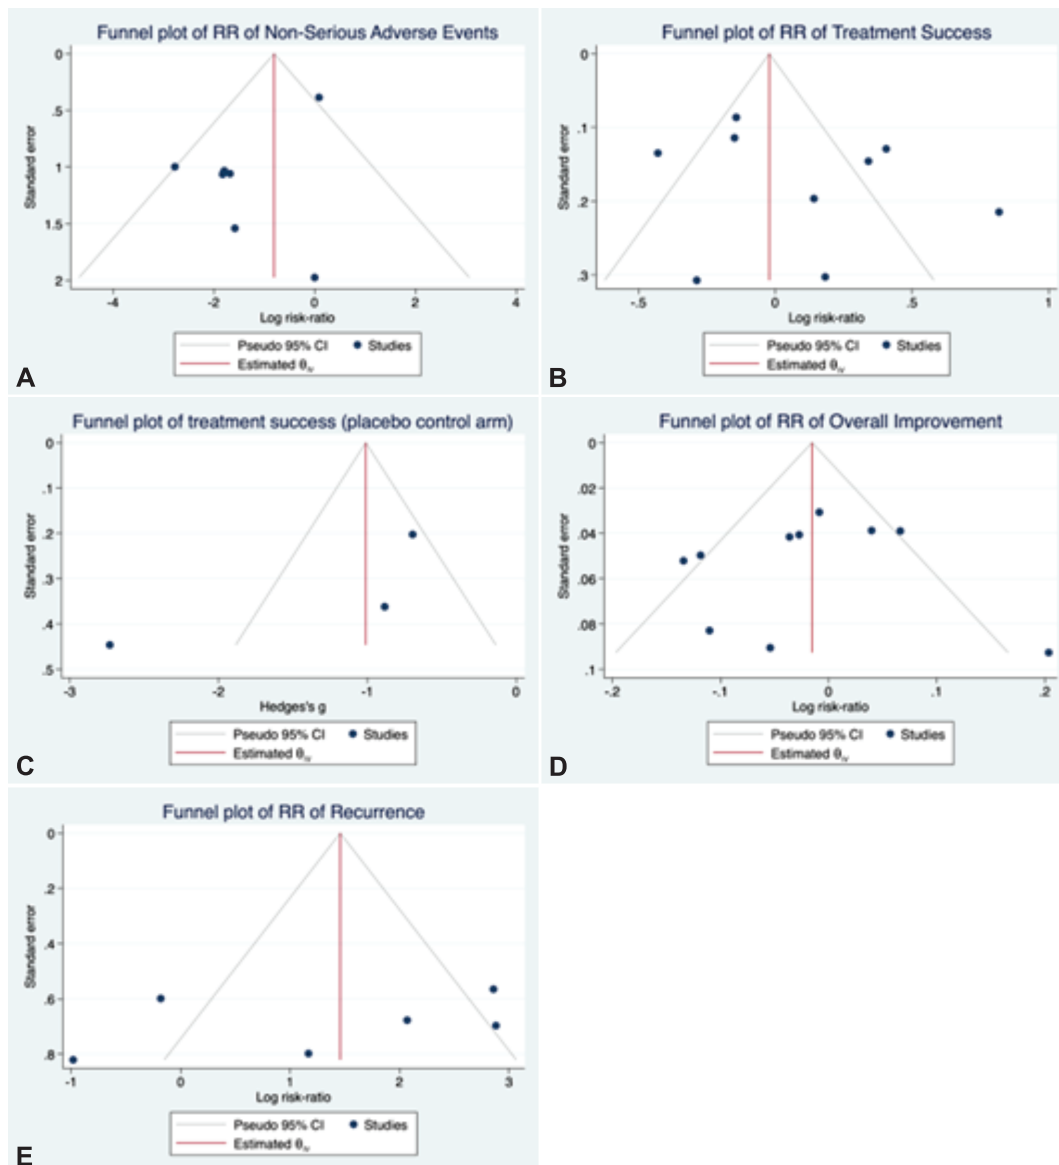 Funnel plot of RR of Non-Serious Adverse Events
0
.5
1
1.5
2
Standard error
-4
-2
0
2
4
Log risk-ratio
Pseudo 95% CI
Studies
Estimated θIV
A
Funnel plot of RR of Treatment Success
0
.1
.2
.3
Standard error
-.5
0
.5
1
Log risk-ratio
Pseudo 95% CI
Studies
Estimated θIV
B
Funnel plot of treatment success (placebo control arm)
0
.1
.2
.3
.4
.5
Standard error
-3
-2
-1
0
Hedges's g
Pseudo 95% CI
Studies
Estimated θIV
C
Funnel plot of RR of Overall Improvement
0
.02
.04
.06
.08
.1
Standard error
-.2
-.1
0
.1
.2
Log risk-ratio
Pseudo 95% CI
Studies
Estimated θIV
D
Funnel plot of RR of Recurrence
0
.2
.4
.6
.8
Standard error
-1
0
1
2
3
Log risk-ratio
Pseudo 95% CI
Studies
Estimated θIV
E